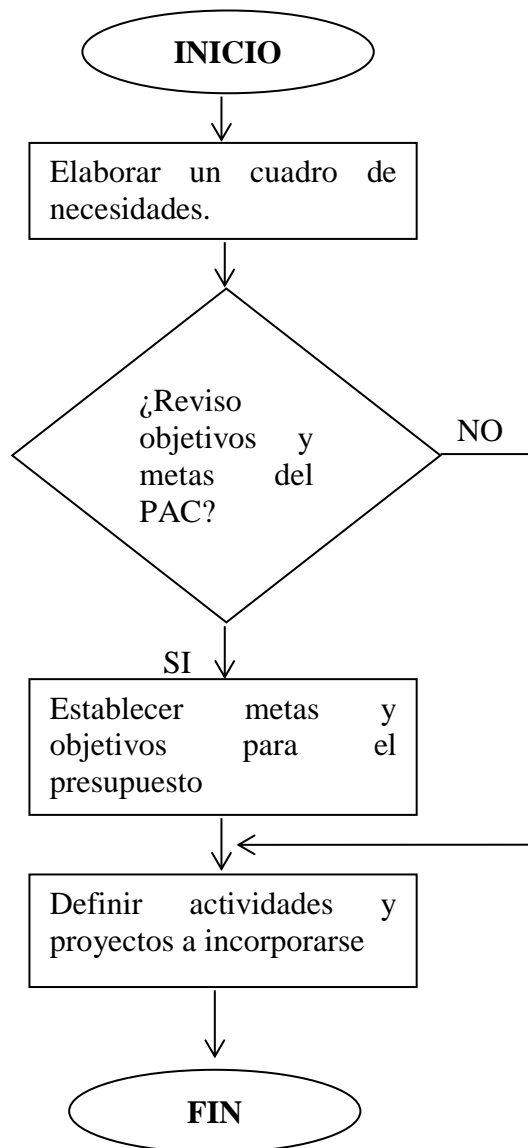 INICIO
Elaborar un cuadro de
necesidades.
¿Reviso
objetivos y
metas del
PAC?
NO
SI
Establecer metas y
objetivos para el
presupuesto
Definir actividades y
proyectos a incorporarse
FIN